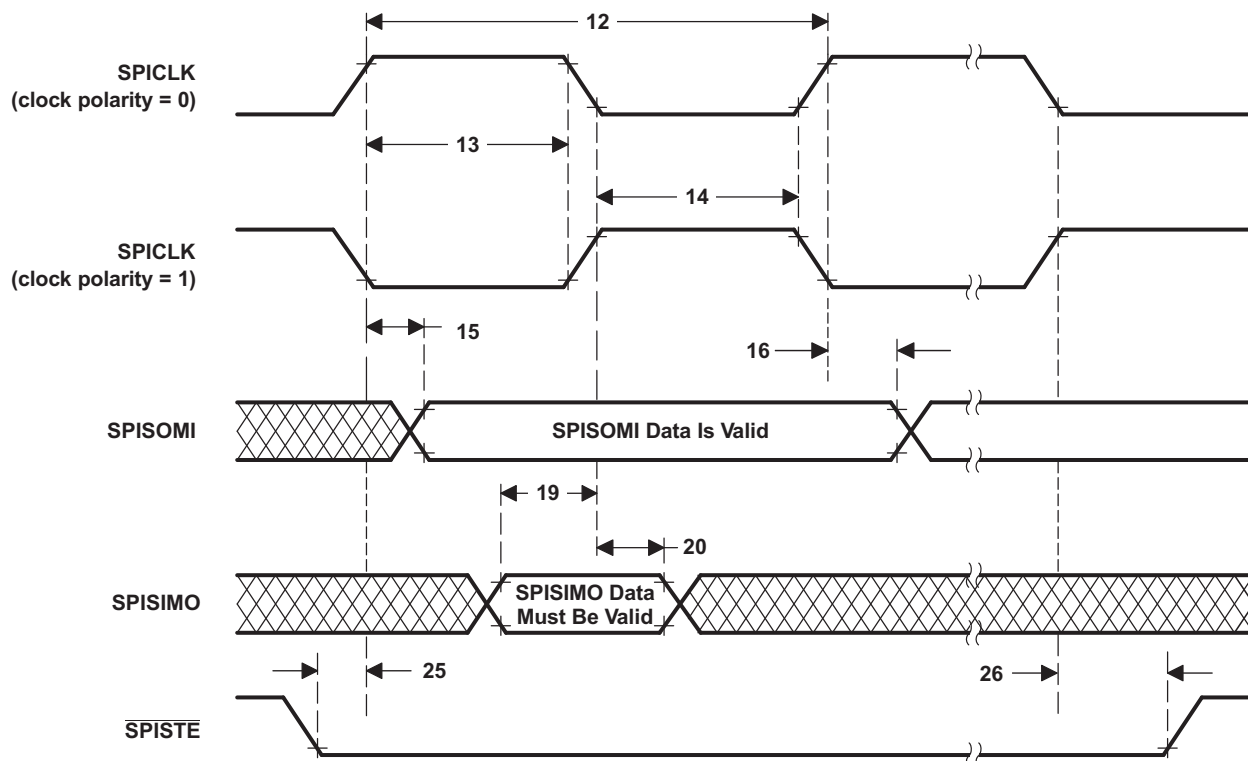 12
SPICLK
(clock polarity = 0)
13
14
SPICLK
(clock polarity = 1)
15
16
SPISOMI
SPISOMI Data Is Valid
19
20
SPISIMO
SPISIMO Data
Must Be Valid
25
26
SPISTE